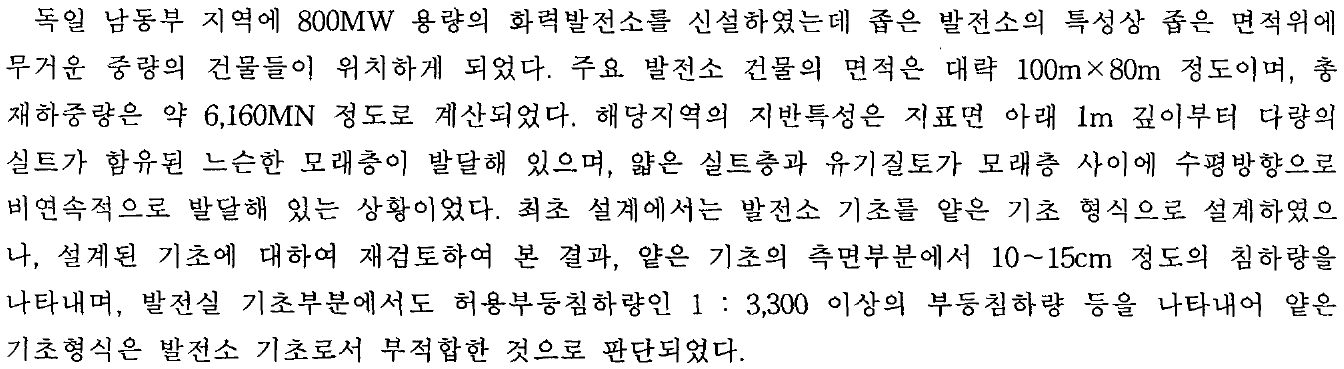 독일 남동부 지역에 800MW 용량의 화력발전소를 신설하였는데 좁은 발전소의 특성상 좁은 면적위에
무거운 중량의 건물들이 위치하게 되었다. 주요 발전소 건물의 면적은 대략 100m×80m 정도이며, 총
재하중량은 약 6,160MN 정도로 계산되었다. 해당지역의 지반특성은 지표면 아래 1m 깊이부터 다량의
실트가 함유된 느슨한 모래층이 발달해 있으며, 얇은 실트층과 유기질토가 모래층 사이에 수평방향으로
비연속적으로 발달해 있는 상황이었다. 최초 설계에서는 발전소 기초를 얕은 기초 형식으로 설계하였으
나, 설계된 기초에 대하여 재검토하여 본 결과, 얕은 기초의 측면부분에서 10~15cm 정도의 침하량을
나타내며, 발전실 기초부분에서도 허용부등침하량인 1 : 3,300 이상의 부등침하량 등을 나타내어 얕은
기초형식은 발전소 기초로서 부적합한 것으로 판단되었다.